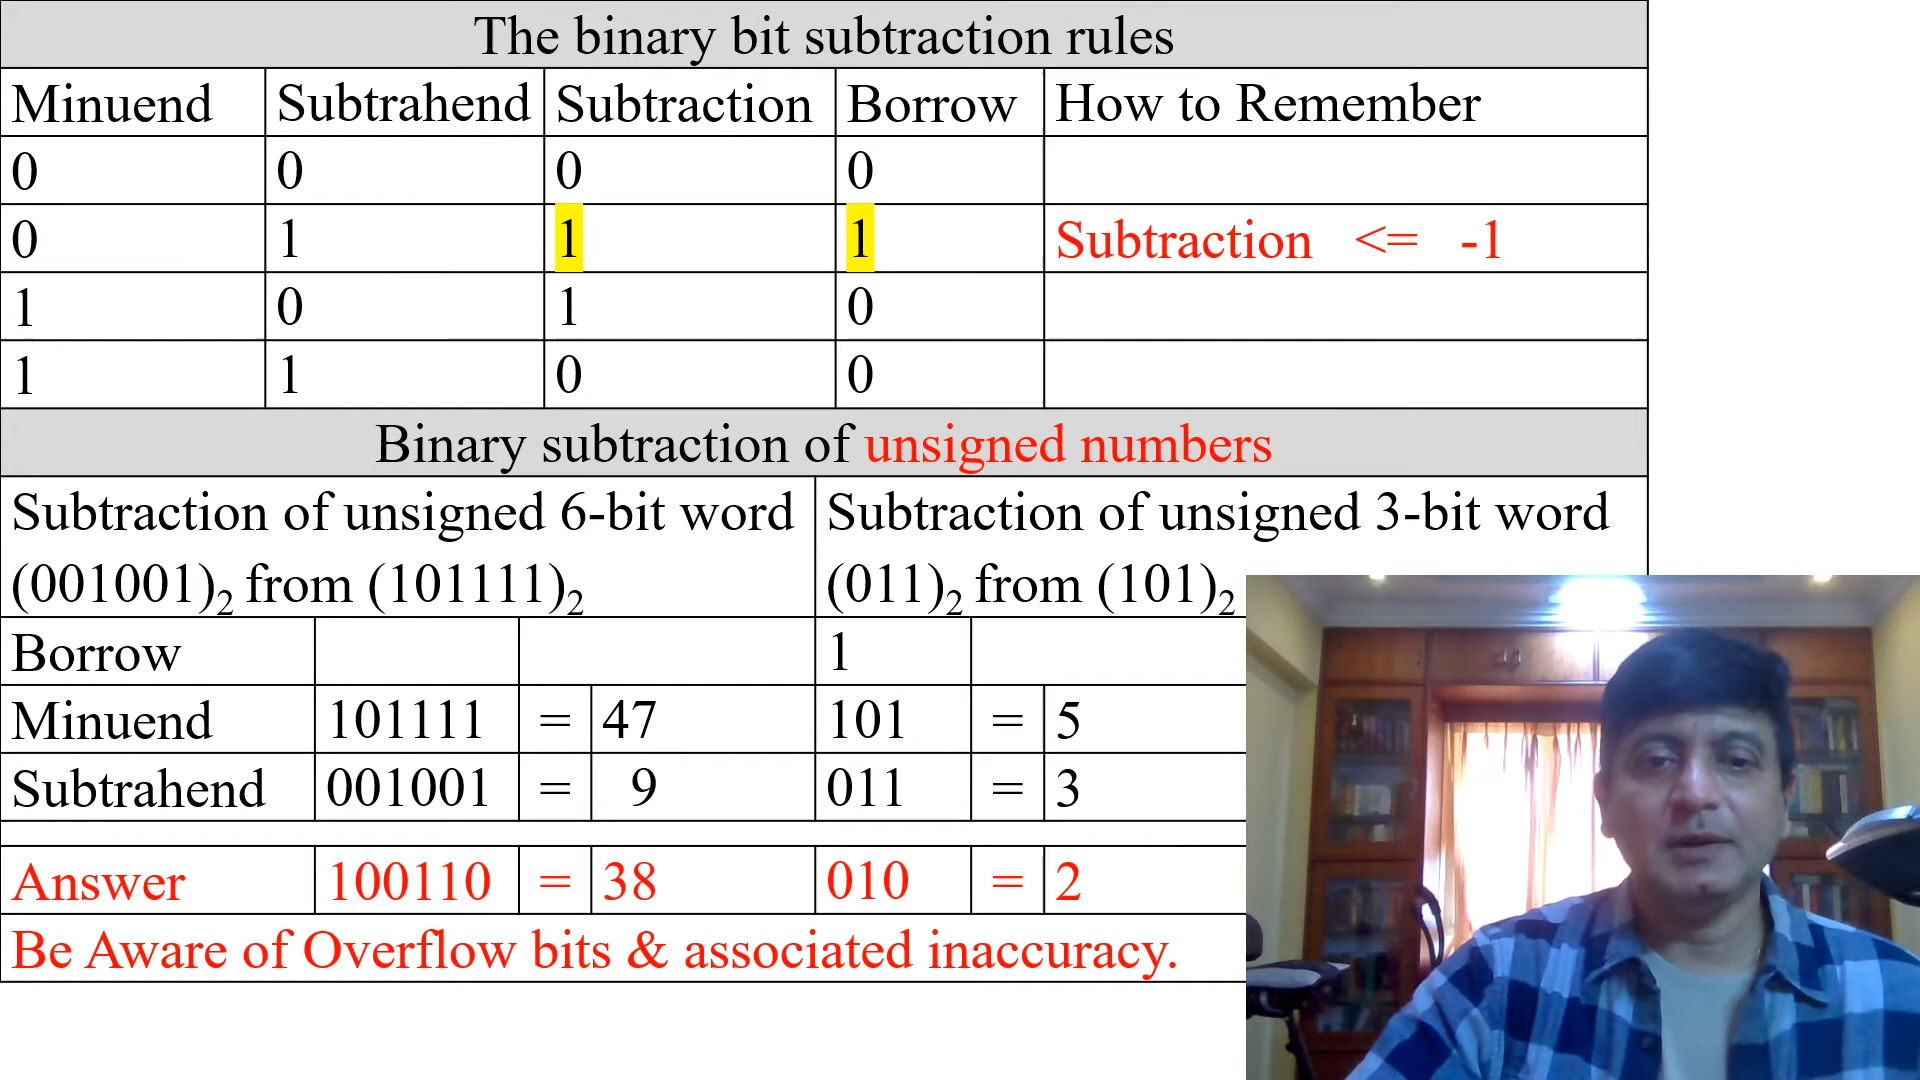 The binary bit subtraction rules
Minuend Subtrahend Subtraction Borrow How to Remember
0 0 0 0
0 1 1 1 Subtraction <= -1
1 0 1 0
1 1 0 0
Binary subtraction of unsigned numbers
Subtraction of unsigned 6-bit word
(001001)₂ from (101111)₂
Subtraction of unsigned 3-bit word
(011)₂ from (101)₂
Borrow 1
Minuend 101111 = 47 101 = 5
Subtrahend 001001 = 9 011 = 3
Answer 100110 = 38 010 = 2
Be Aware of Overflow bits & associated inaccuracy.